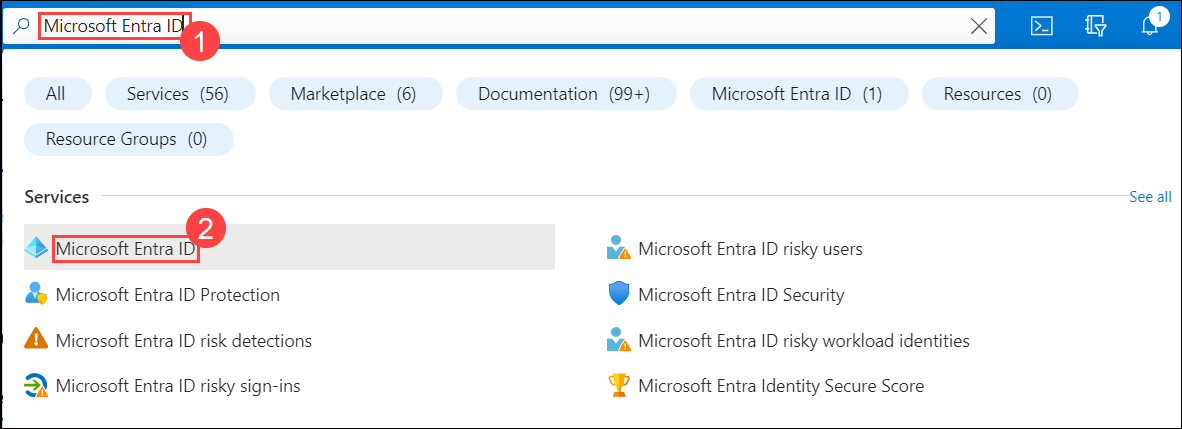 Microsoft Entra ID
1
1
All
Services (56)
Marketplace (6)
Documentation (99+)
Microsoft Entra ID (1)
Resources (0)
Resource Groups (0)
Services
See all
2
Microsoft Entra ID
Microsoft Entra ID risky users
Microsoft Entra ID Protection
Microsoft Entra ID Security
Microsoft Entra ID risk detections
Microsoft Entra ID risky workload identities
Microsoft Entra ID risky sign-ins
Microsoft Entra Identity Secure Score